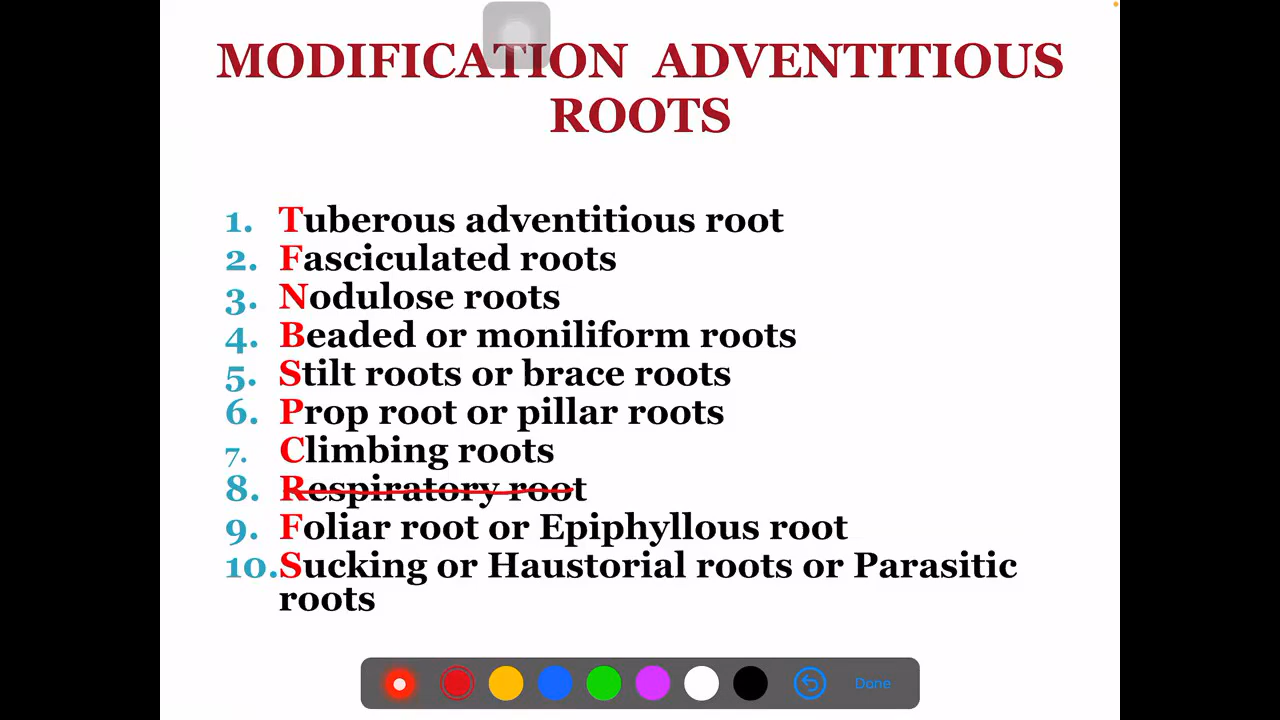 MODIFICATION ADVENTITIOUS
ROOTS
1. Tuberous adventitious root
2. Fasciculated roots
3. Nodulose roots
4. Beaded or moniliform roots
5. Stilt roots or brace roots
6. Prop root or pillar roots
7. Climbing roots
8. Respiratory root
9. Foliar root or Epiphyllous root
10. Sucking or Haustorial roots or Parasitic
roots
Done